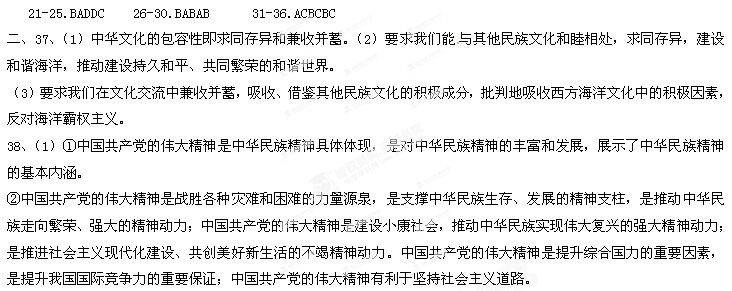 21-25.BADDC 26-30.BABAB 31-36.ACBCBC
二、37、（1）中华文化的包容性即求同存异和兼收并蓄。（2）要求我们能与其他民族文化和睦相处，求同存异，建设
和谐海洋，推动建设持久和平、共同繁荣的和谐世界。
（3）要求我们在文化交流中兼收并蓄，吸收、借鉴其他民族文化的积极成分，批判地吸收西方海洋文化中的积极因素，
反对海洋霸权主义。
38、（1）①中国共产党的伟大精神是中华民族精神具体体现，是对中华民族精神的丰富和发展，展示了中华民族精神
的基本内涵。
②中国共产党的伟大精神是战胜各种灾难和困难的力量源泉，是支撑中华民族生存、发展的精神支柱，是推动中华民
族走向繁荣、强大的精神动力；中国共产党的伟大精神是建设小康社会，推动中华民族实现伟大复兴的强大精神动力；
是推进社会主义现代化建设、共创美好新生活的不竭精神动力。中国共产党的伟大精神是提升综合国力的重要因素，
是提升我国国际竞争力的重要保证；中国共产党的伟大精神有利于坚持社会主义道路。